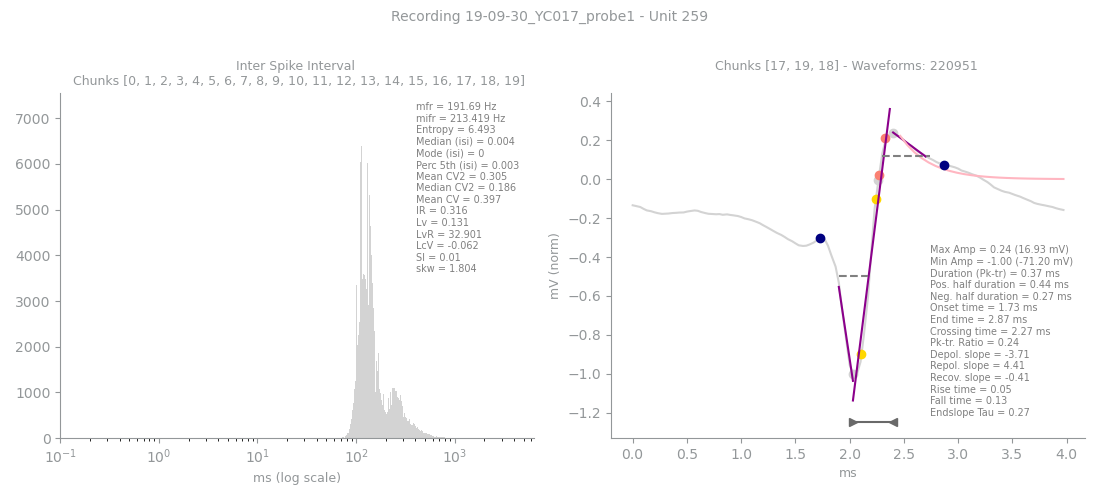 Recording 19-09-30_YC017_probe1 - Unit 259
Inter Spike Interval
Chunks [0, 1, 2, 3, 4, 5, 6, 7, 8, 9, 10, 11, 12, 13, 14, 15, 16, 17, 18, 19]
7000
6000
5000
4000
3000
2000
1000
0
mfr = 191.69 Hz
mifr = 213.419 Hz
Entropy = 6.493
Median (isi) = 0.004
Mode (isi) = 0
Perc 5th (isi) = 0.003
Mean CV2 = 0.305
Median CV2 = 0.186
Mean CV = 0.397
IR = 0.316
Lv = 0.131
LvR = 32.901
LcV = -0.062
SI = 0.01
skw = 1.804
10⁻¹ 10⁰ 10¹ 10² 10³
ms (log scale)
Chunks [17, 19, 18] - Waveforms: 220951
mV (norm)
0.4
0.2
0.0
−0.2
−0.4
−0.6
−0.8
−1.0
−1.2
Max Amp = 0.24 (16.93 mV)
Min Amp = -1.00 (-71.20 mV)
Duration (Pk-tr) = 0.37 ms
Pos. half duration = 0.44 ms
Neg. half duration = 0.27 ms
Onset time = 1.73 ms
End time = 2.87 ms
Crossing time = 2.27 ms
Pk-tr. Ratio = 0.24
Depol. slope = -3.71
Repol. slope = 4.41
Recov. slope = -0.41
Rise time = 0.05
Fall time = 0.13
Endslope Tau = 0.27
0.0 0.5 1.0 1.5 2.0 2.5 3.0 3.5 4.0
ms